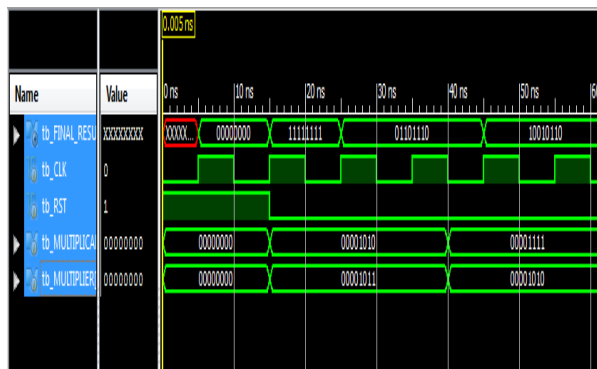 0.005 ns
Name Value 0 ns 10 ns 20 ns 30 ns 40 ns 50 ns 6
tb_FINAL_RESU XXXXXXXX XXXXX... 00000000 11111111 01101110 10010110
tb_CLK 0
tb_RST 1
tb_MULTIPLICA 00000000 00000000 00001010 00001111
tb_MULTIPLIER 00000000 00000000 00001011 00001010